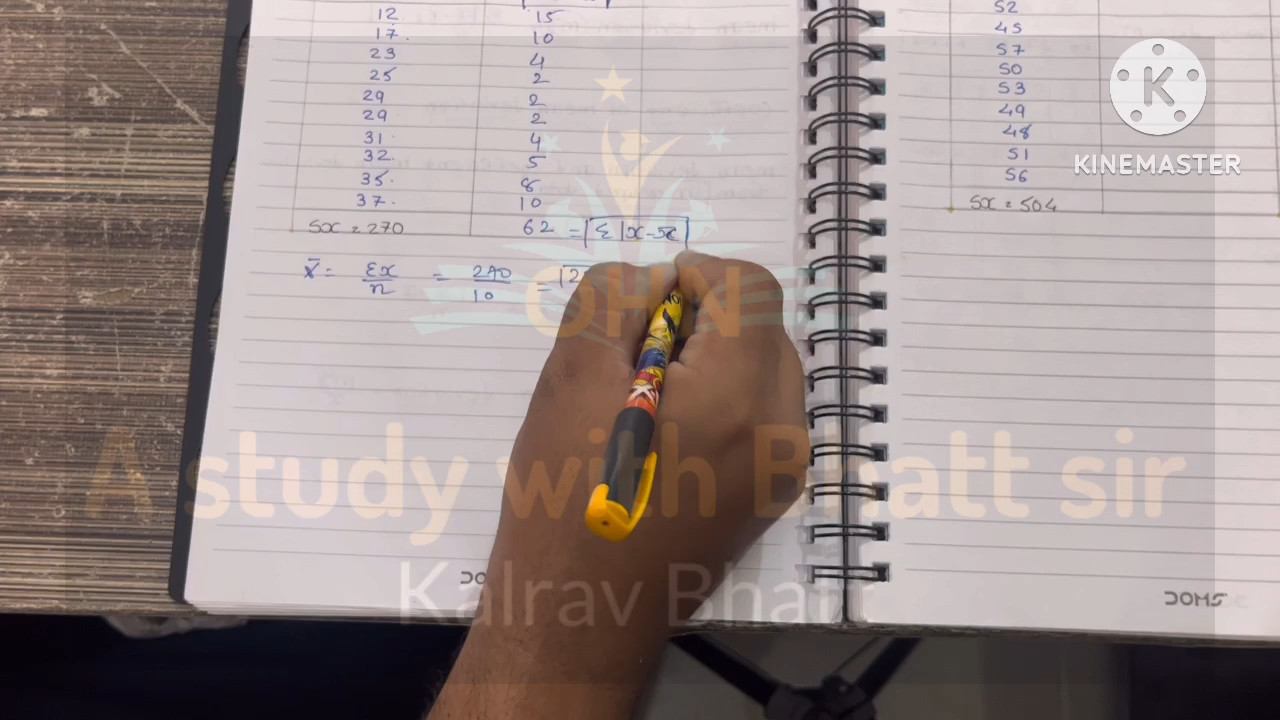 12 15
17. 10
23 4
25 2
29 2
29 2
31. 4
32 5
35. 8
37. 10
Σx = 270 62 = Σ |x - x̄|
x̄ = Σx/n = 270/10 = 2
52
45
57
50
53
49
48
51
56
Σx = 504
K
KINEMASTER
OHN
A study with Bhatt sir
Kalrav Bhatt
DOMS